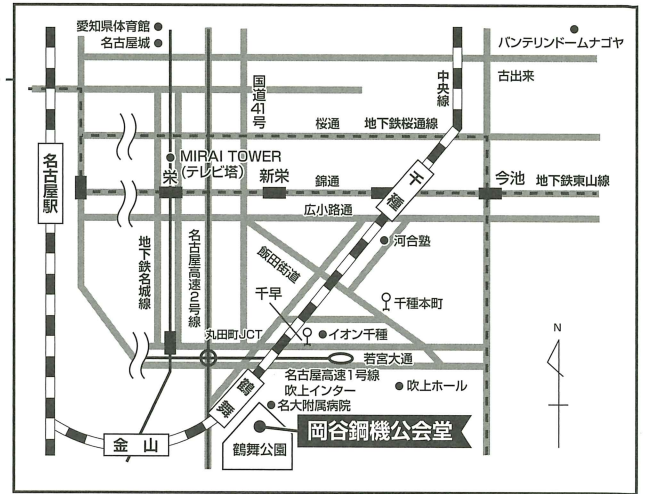 愛知県体育館
名古屋城
バンテリンドームナゴヤ
古出来
中央線
国道41号
桜通
地下鉄桜通線
名古屋駅
MIRAI TOWER
(テレビ塔)
栄
新栄
錦通
千種
今池
地下鉄東山線
広小路通
地下鉄名城線
名古屋高速2号線
飯田街道
河合塾
千早
千種本町
丸田町JCT
イオン千種
若宮大通
名古屋高速1号線
吹上インター
吹上ホール
鶴舞
名大附属病院
岡谷鋼機公会堂
鶴舞公園
金山
N